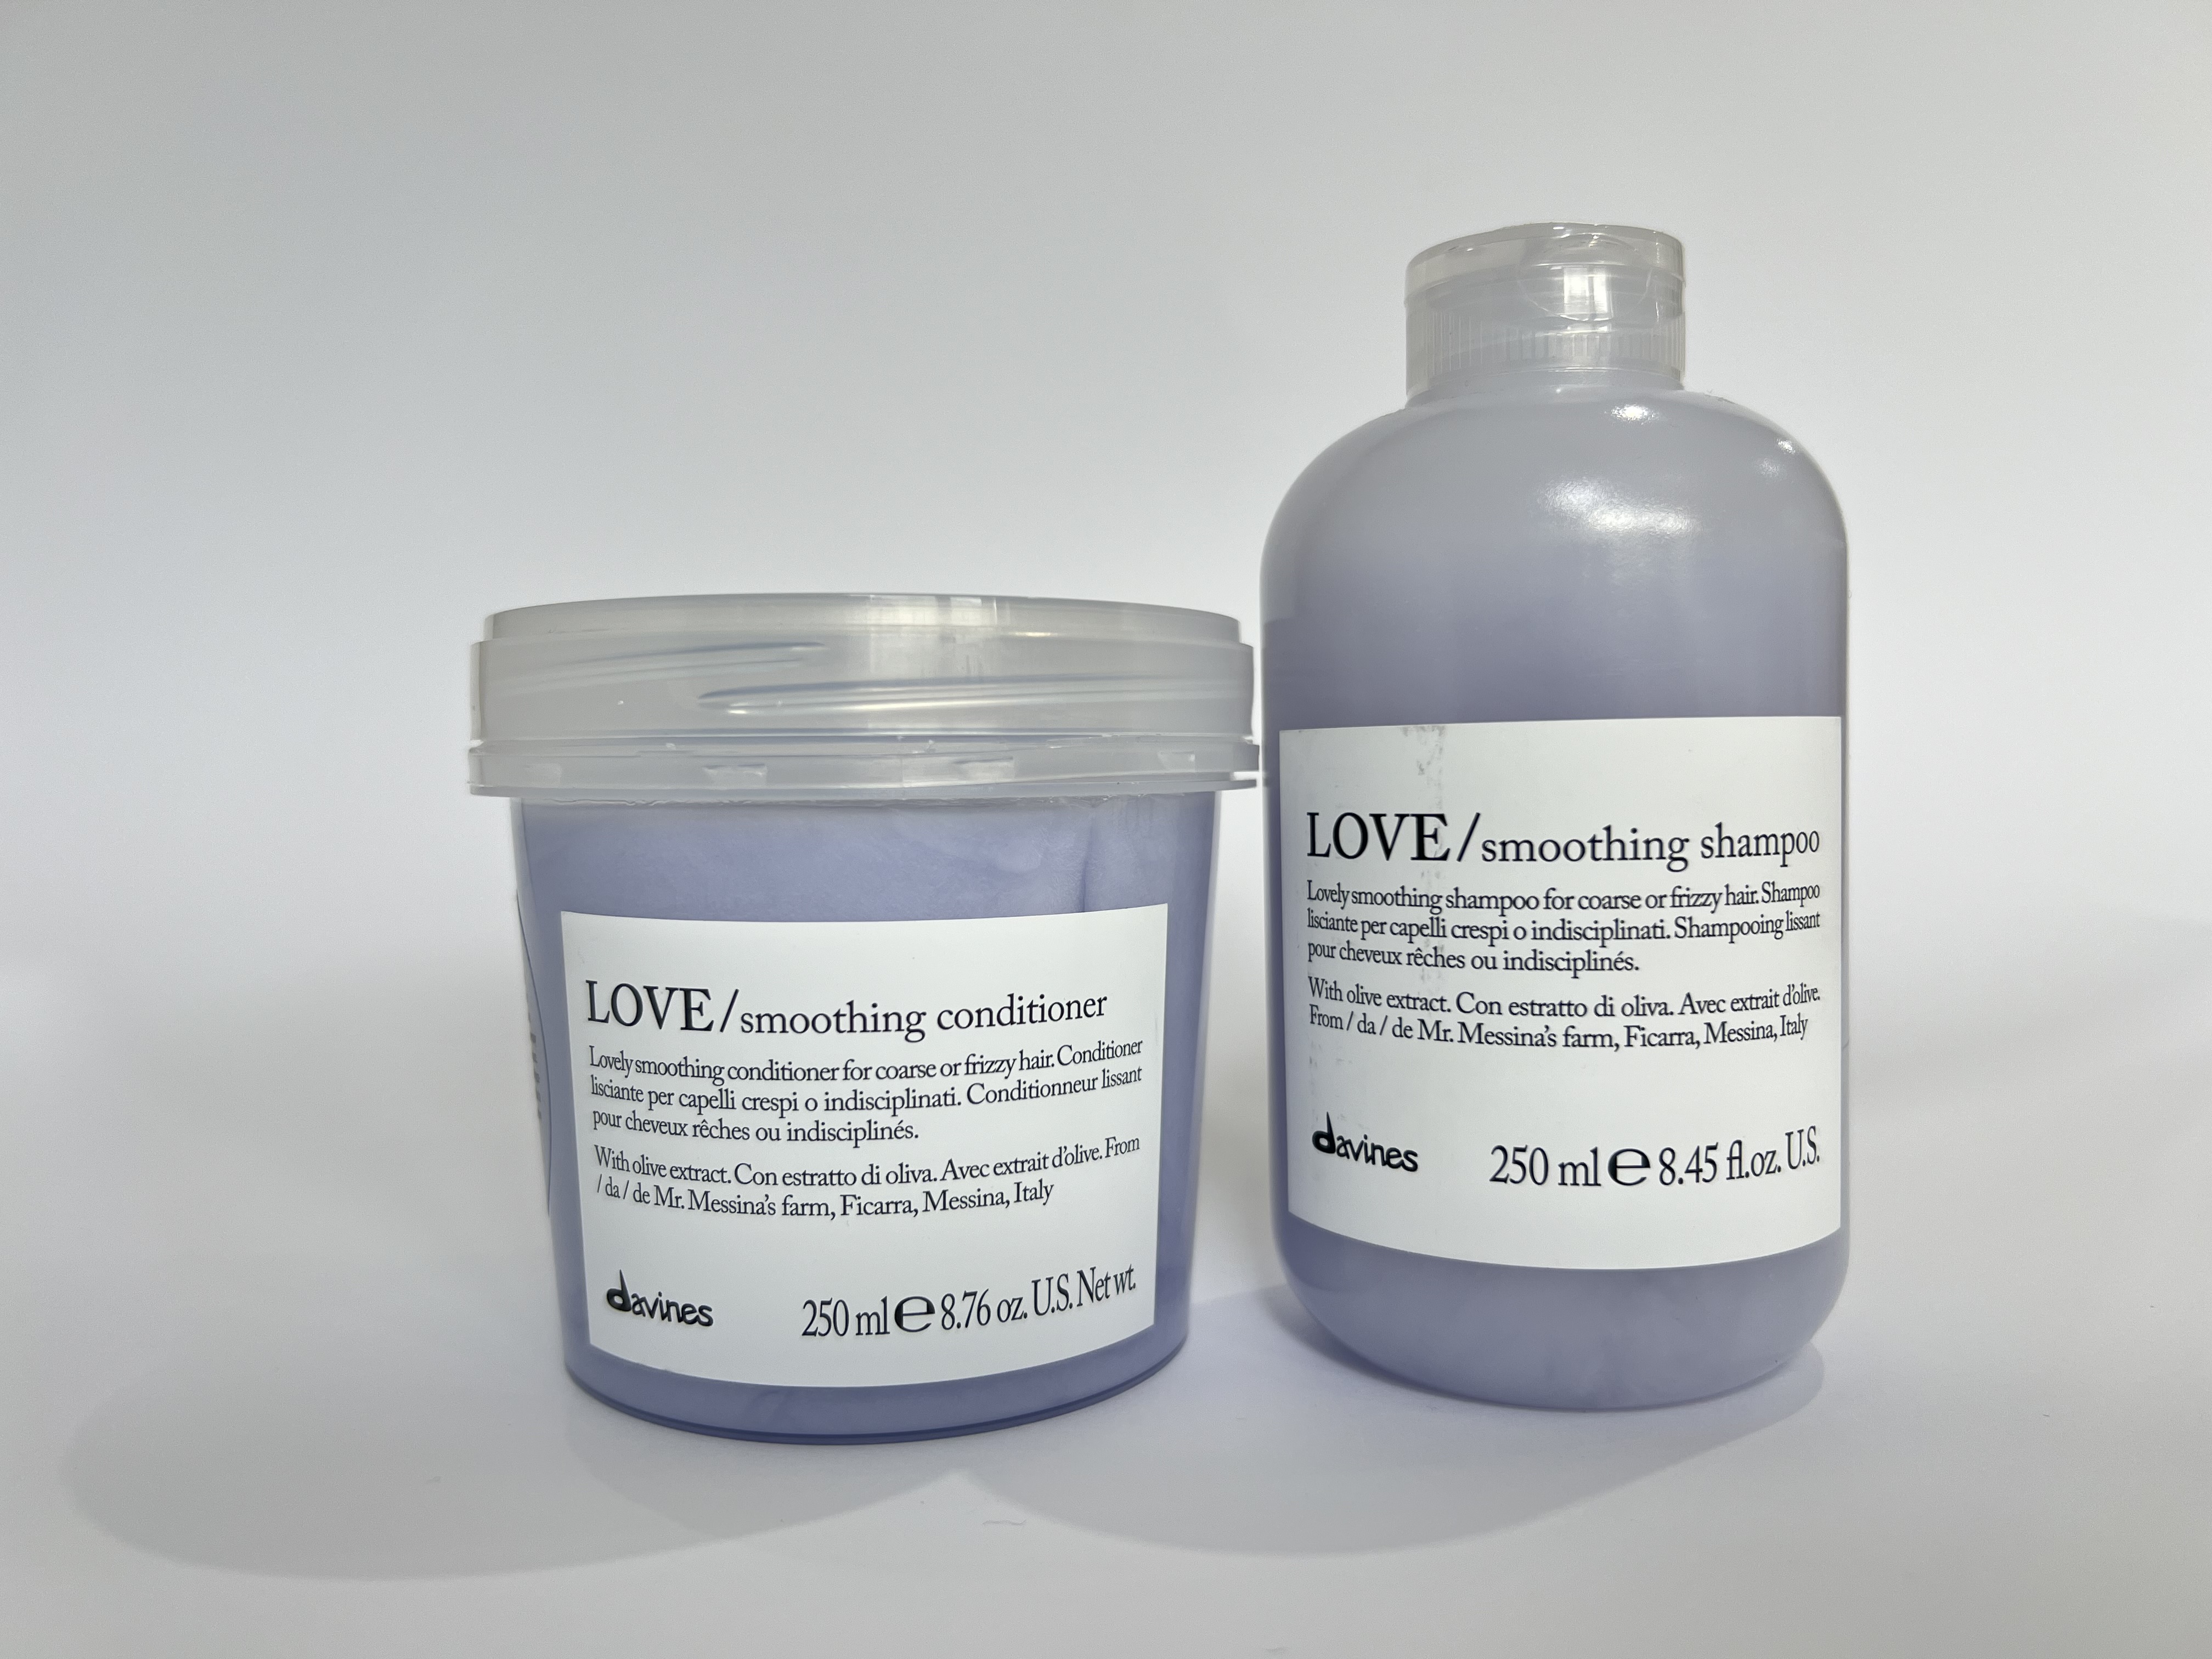 LOVE/smoothing conditioner
Lovely smoothing conditioner for coarse or frizzy hair. Conditioner
lisciante per capelli crespi o indisciplinati. Conditionneur lissant
pour cheveux rêches ou indisciplinés.
With olive extract. Con estratto di oliva. Avec extrait d'olive. From
/ da / de Mr. Messina's farm, Ficarra, Messina, Italy
davines
250 ml e 8.76 oz. U.S. Net wt.
LOVE/smoothing shampoo
Lovely smoothing shampoo for coarse or frizzy hair. Shampoo
lisciante per capelli crespi o indisciplinati. Shampooing lissant
pour cheveux rêches ou indisciplinés.
With olive extract. Con estratto di oliva. Avec extrait d'olive.
From / da / de Mr. Messina's farm, Ficarra, Messina, Italy
davines
250 ml e 8.45 fl.oz. U.S.